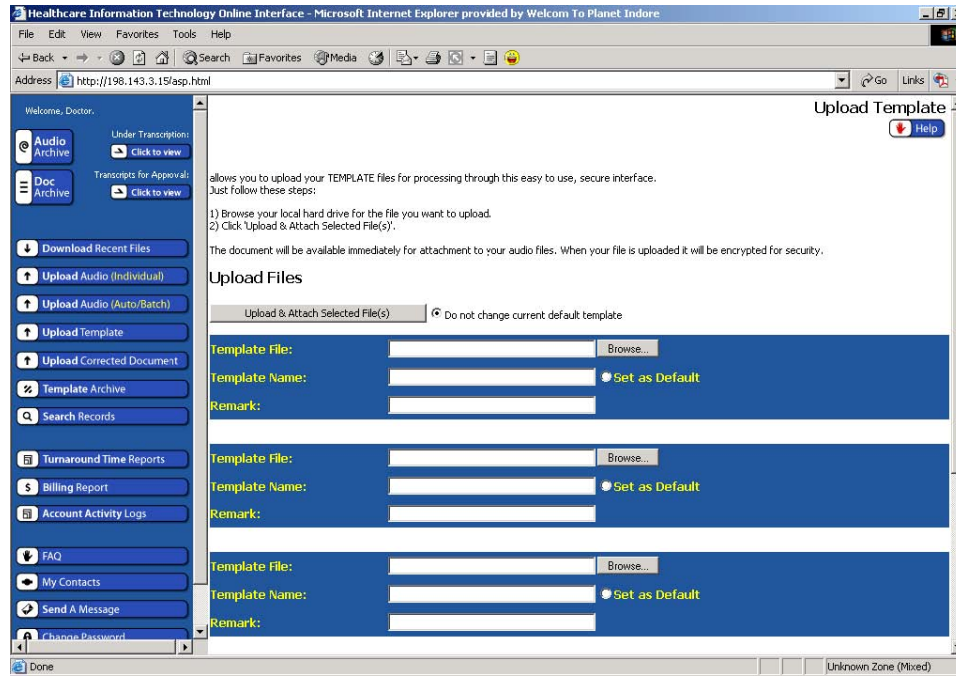 Healthcare Information Technology Online Interface - Microsoft Internet Explorer provided by Welcom To Planet Indore
File Edit View Favorites Tools Help
Back Search Favorites Media
Address http://198.143.3.15/asp.html Go Links
Welcome, Doctor.
Audio Archive
Under Transcription:
Click to view
Doc Archive
Transcripts for Approval:
Click to view
Download Recent Files
Upload Audio (Individual)
Upload Audio (Auto/Batch)
Upload Template
Upload Corrected Document
Template Archive
Search Records
Turnaround Time Reports
Billing Report
Account Activity Logs
FAQ
My Contacts
Send A Message
Change Password
Upload Template
Help
allows you to upload your TEMPLATE files for processing through this easy to use, secure interface.
Just follow these steps:
1) Browse your local hard drive for the file you want to upload.
2) Click 'Upload & Attach Selected File(s)'.
The document will be available immediately for attachment to your audio files. When your file is uploaded it will be encrypted for security.
Upload Files
Upload & Attach Selected File(s) Do not change current default template
Template File: Browse...
Template Name: Set as Default
Remark:
Template File: Browse...
Template Name: Set as Default
Remark:
Template File: Browse...
Template Name: Set as Default
Remark:
Done Unknown Zone (Mixed)